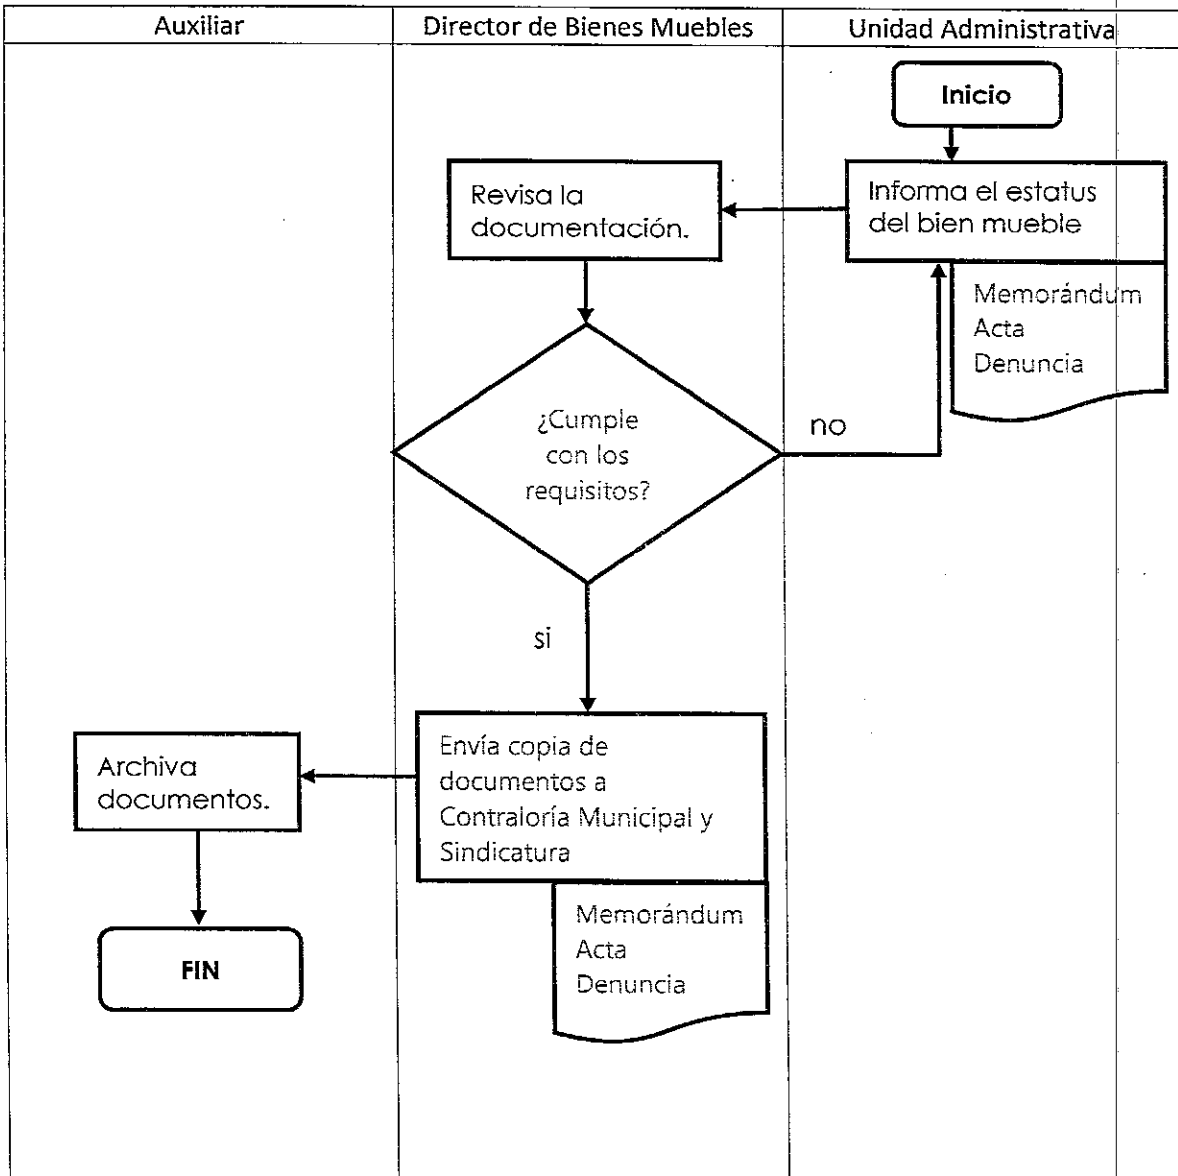 Auxiliar
Director de Bienes Muebles
Unidad Administrativa
Inicio
Informa el estatus
del bien mueble
Memorándum
Acta
Denuncia
Revisa la
documentación.
¿Cumple
con los
requisitos?
no
si
Envía copia de
documentos a
Contraloría Municipal y
Sindicatura
Memorándum
Acta
Denuncia
Archiva
documentos.
FIN